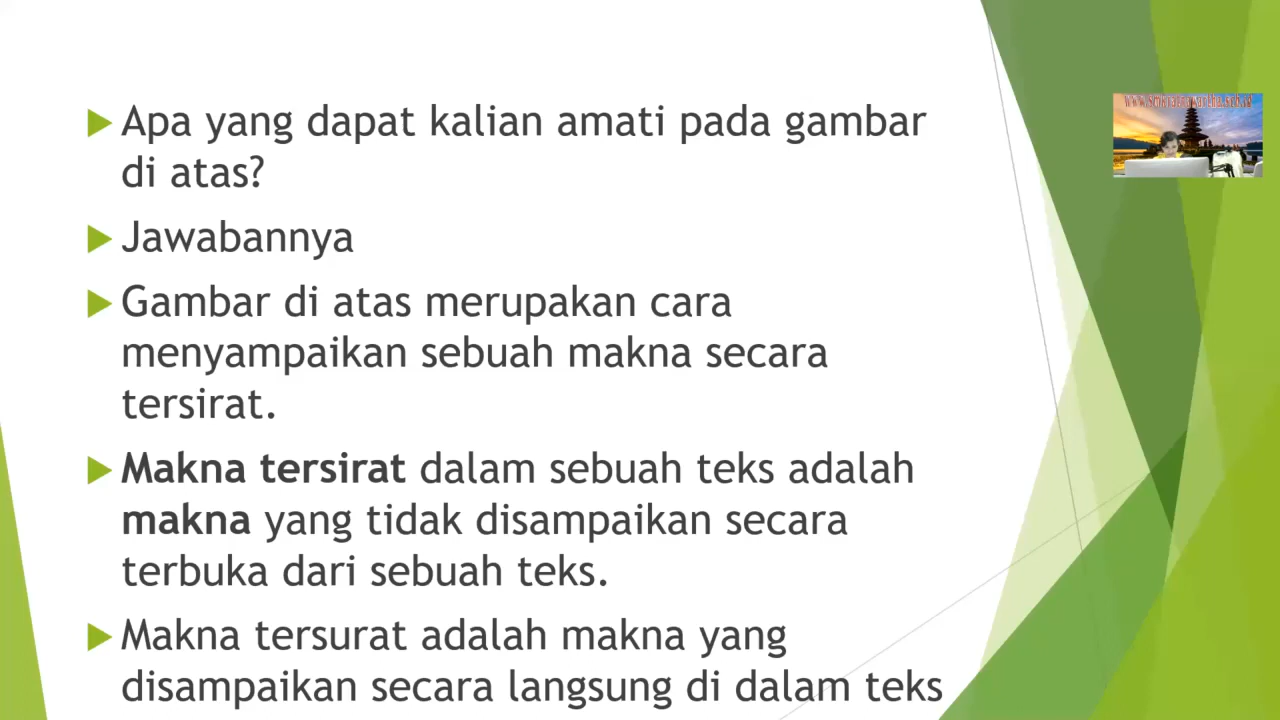 Apa yang dapat kalian amati pada gambar
di atas?
Jawabannya
Gambar di atas merupakan cara
menyampaikan sebuah makna secara
tersirat.
Makna tersirat dalam sebuah teks adalah
makna yang tidak disampaikan secara
terbuka dari sebuah teks.
Makna tersurat adalah makna yang
disampaikan secara langsung di dalam teks